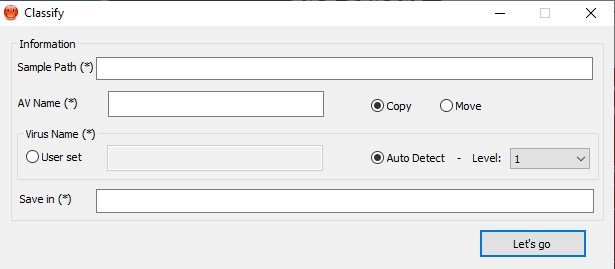 Classify
Information
Sample Path (*)
AV Name (*)
Copy
Move
Virus Name (*)
User set
Auto Detect - Level: 1
Save in (*)
Let's go